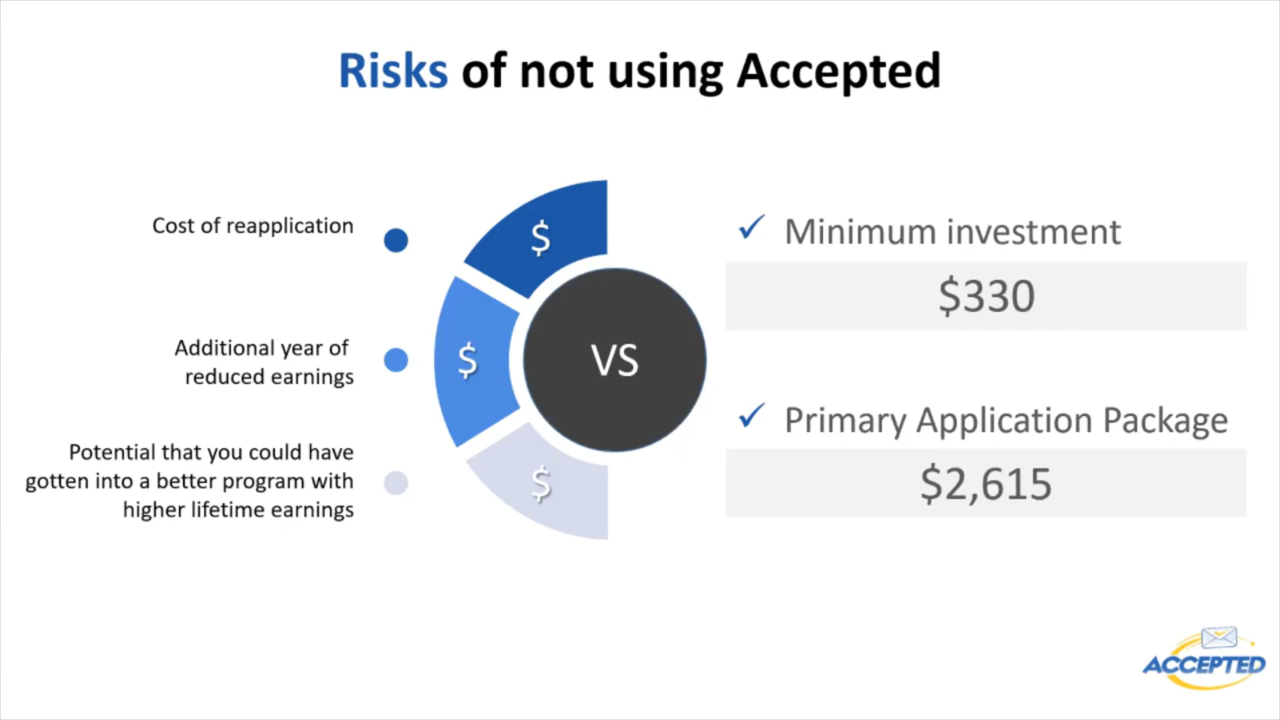 Risks of not using Accepted
Cost of reapplication
Additional year of
reduced earnings
Potential that you could have
gotten into a better program with
higher lifetime earnings
$
$
$
VS
Minimum investment
$330
Primary Application Package
$2,615
ACCEPTED